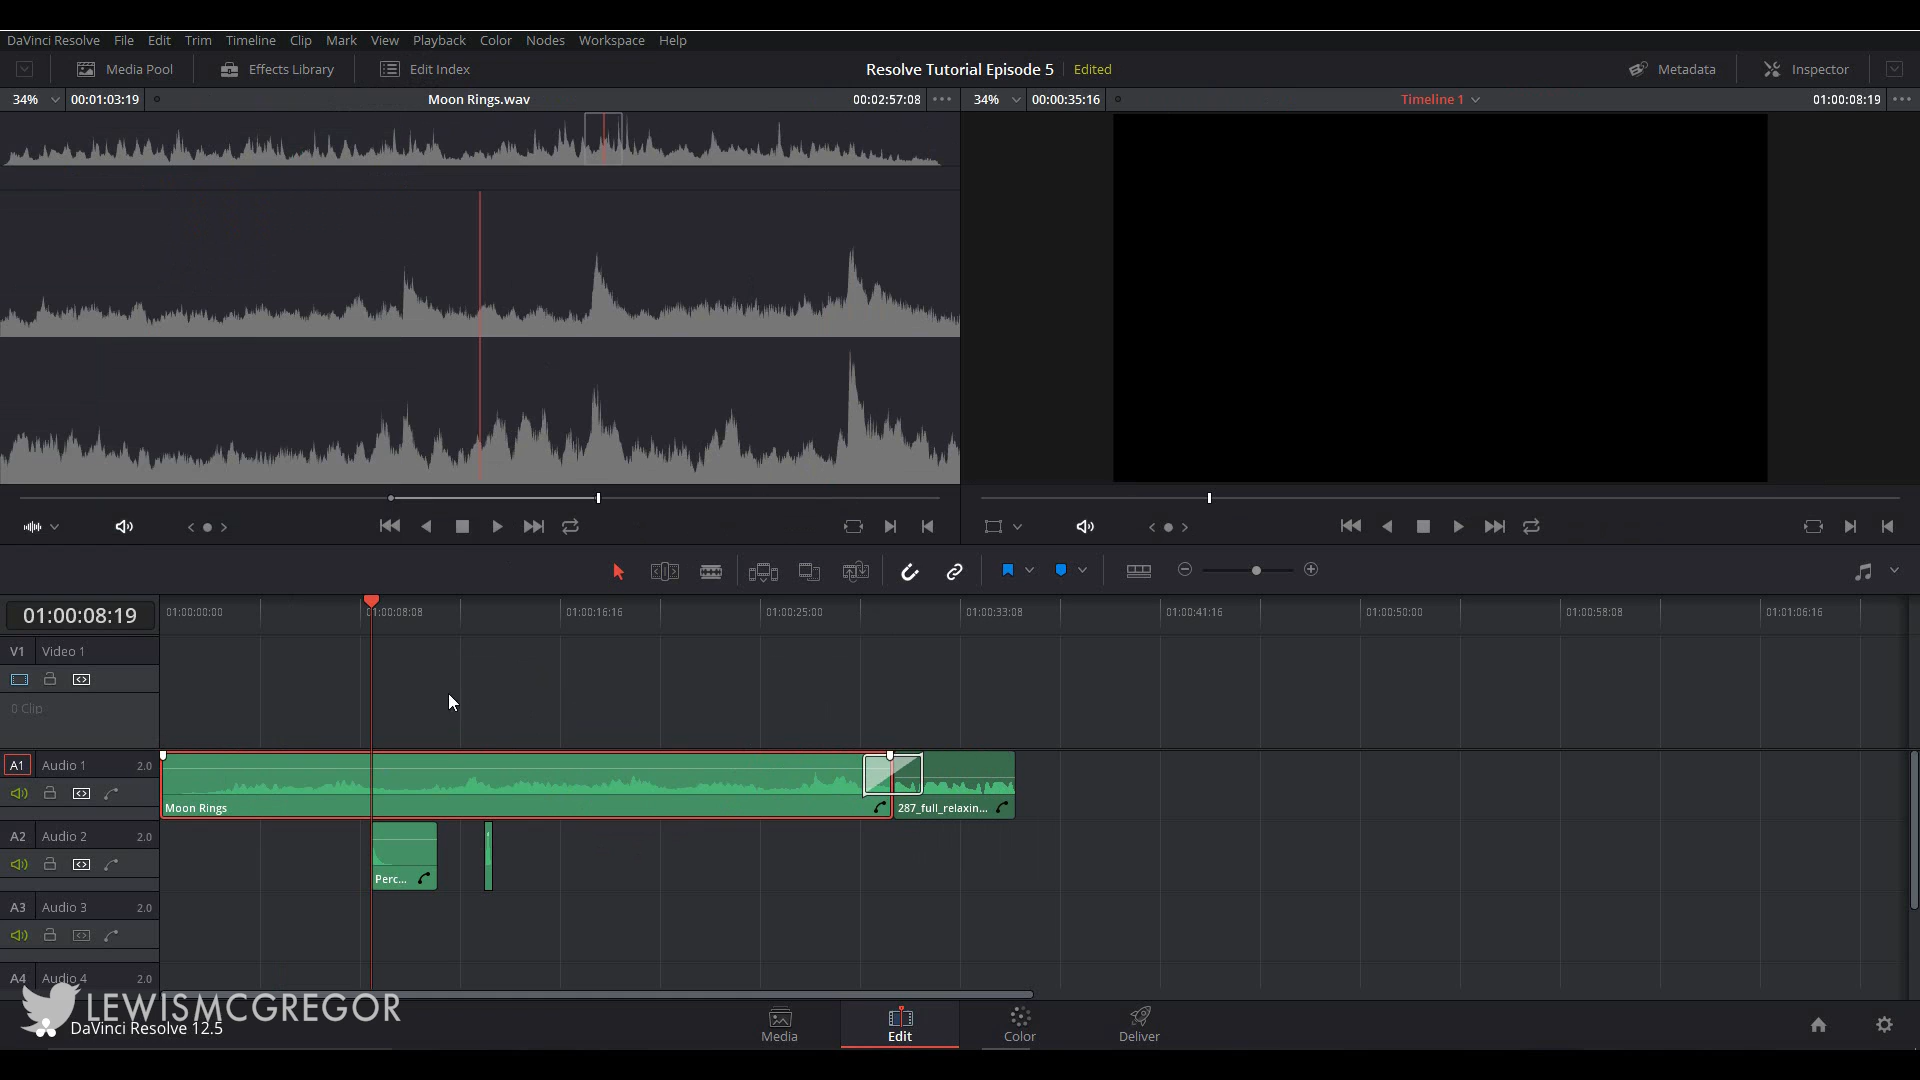 DaVinci Resolve File Edit Trim Timeline Clip Mark View Playback Color Nodes Workspace Help
Media Pool Effects Library Edit Index Resolve Tutorial Episode 5 Edited Metadata Inspector
34% 00:01:03:19 Moon Rings.wav 00:02:57:08 34% 00:00:35:16 Timeline 1 01:00:08:19
01:00:08:19 01:00:00:00 01:00:08:08 01:00:16:16 01:00:25:00 01:00:33:08 01:00:41:16 01:00:50:00 01:00:58:08 01:01:06:16
V1 Video 1
0 Clip
A1 Audio 1 2.0
Moon Rings 287_full_relaxin...
A2 Audio 2 2.0
Perc...
A3 Audio 3 2.0
A4 Audio 4 2.0
LEWISMCGREGOR
DaVinci Resolve 12.5
Media Edit Color Deliver